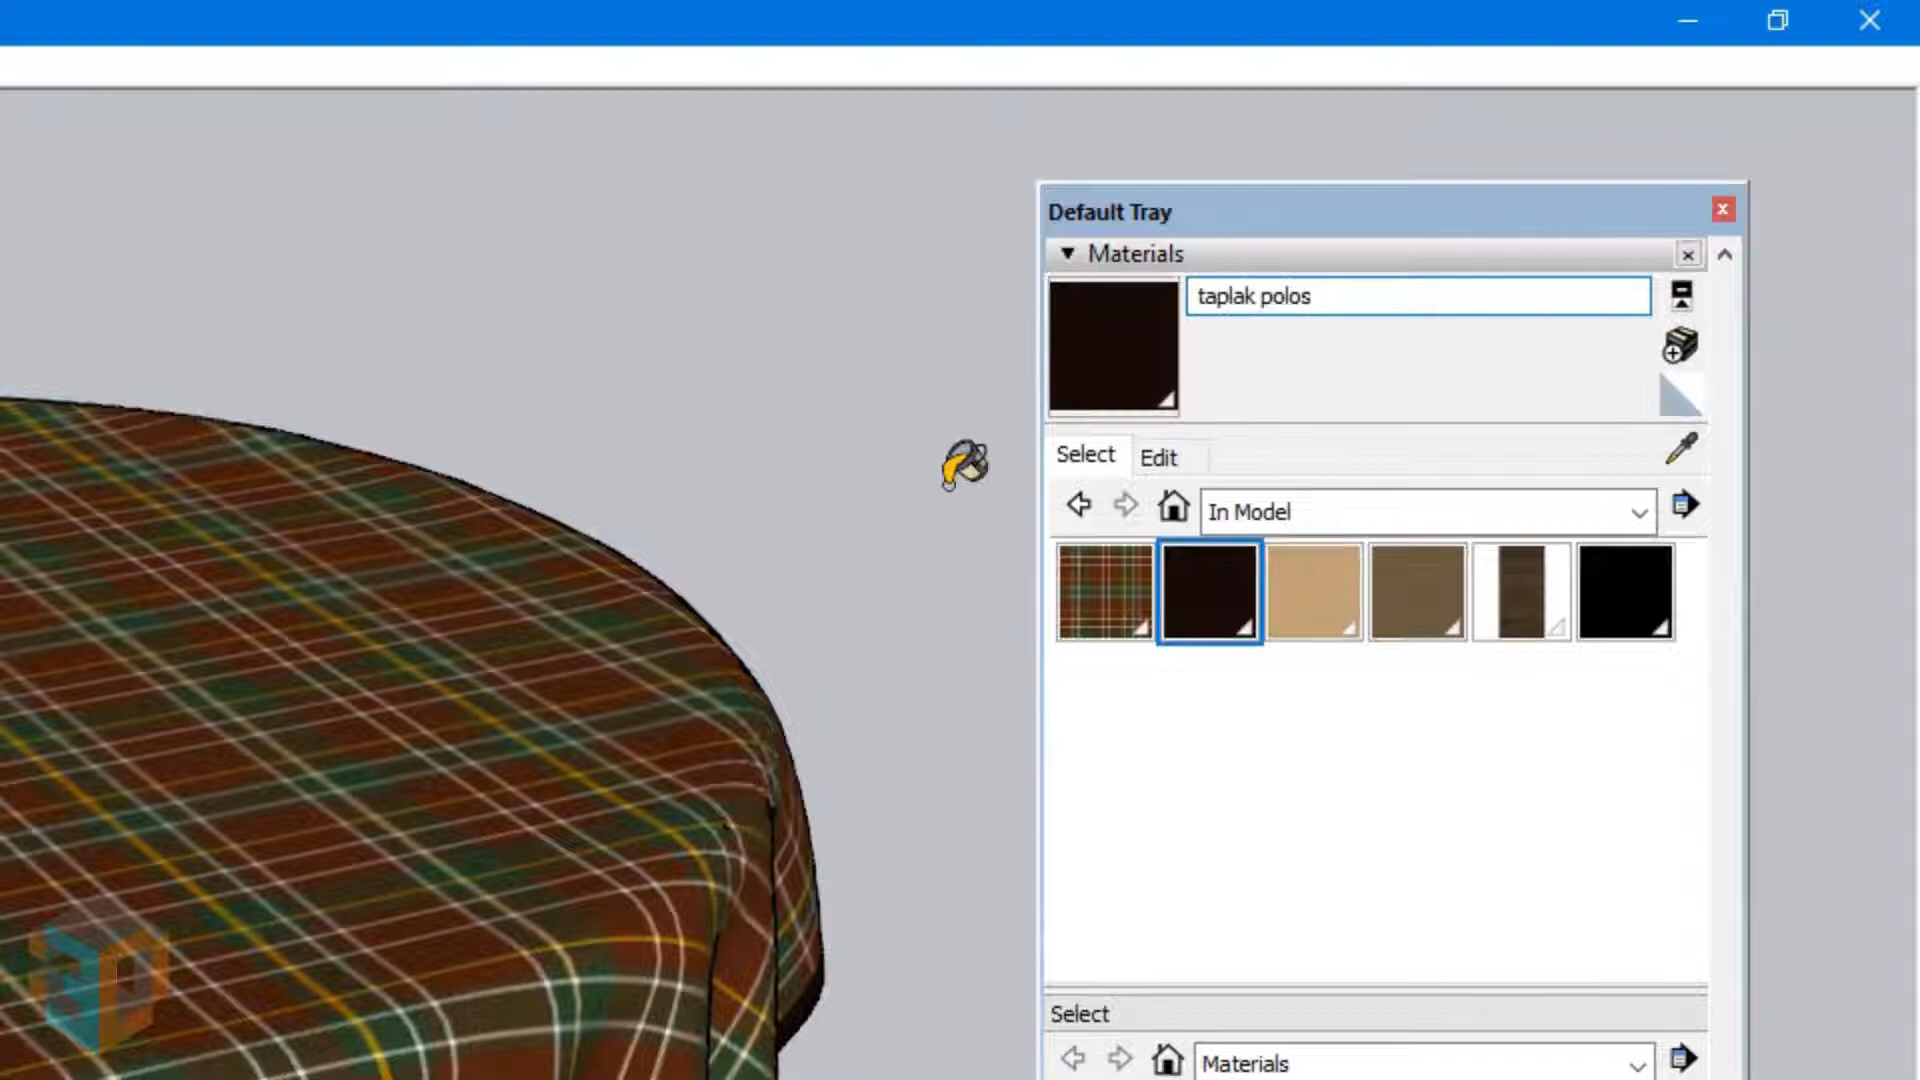 Default Tray
Materials
taplak polos
Select
Edit
In Model
Select
Materials